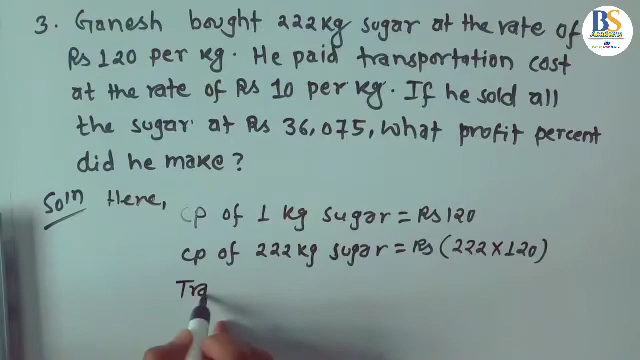 BS
3. Ganesh bought 222kg sugar at the rate of
Rs 120 per kg. He paid transportation cost
at the rate of Rs 10 per kg. If he sold all
the sugar at Rs 36,075, what profit percent
did he make?
Soln Here,
CP of 1 kg sugar = Rs 120
CP of 222kg sugar = Rs (222×120)
Tra